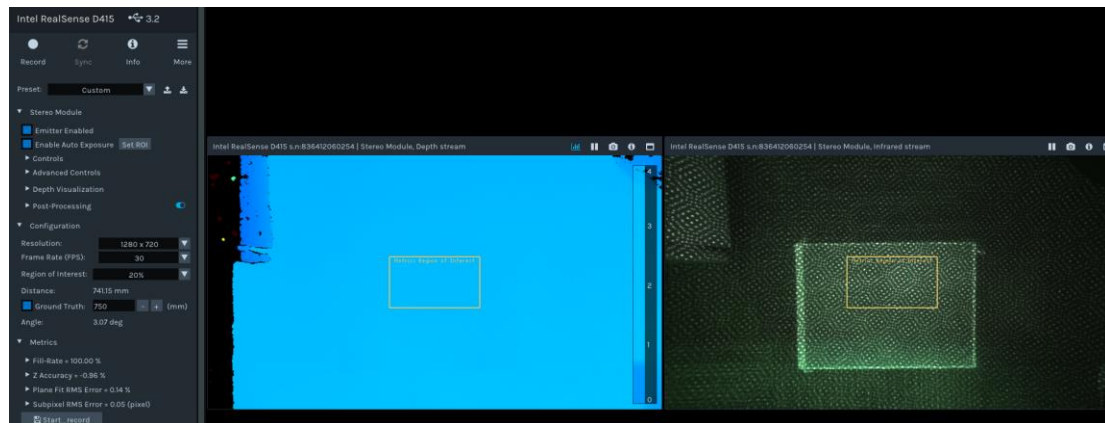 Intel RealSense D415 3.2
Record Sync Info More
Preset: Custom
Stereo Module
Emitter Enabled
Enable Auto Exposure Set ROI
Controls
Advanced Controls
Depth Visualization
Post-Processing
Configuration
Resolution: 1280 x 720
Frame Rate (FPS): 30
Region of Interest: 20%
Distance: 741.15 mm
Ground Truth: 750 - + (mm)
Angle: 3.07 deg
Metrics
Fill-Rate = 100.00 %
Z Accuracy = -0.96 %
Plane Fit RMS Error = 0.14 %
Subpixel RMS Error = 0.05 (pixel)
Start record
Intel RealSense D415 s.n:836412060254 | Stereo Module, Depth stream
Metrics Region of Interest
4
3
2
1
0
Intel RealSense D415 s.n:836412060254 | Stereo Module, Infrared stream
Metrics Region of Interest